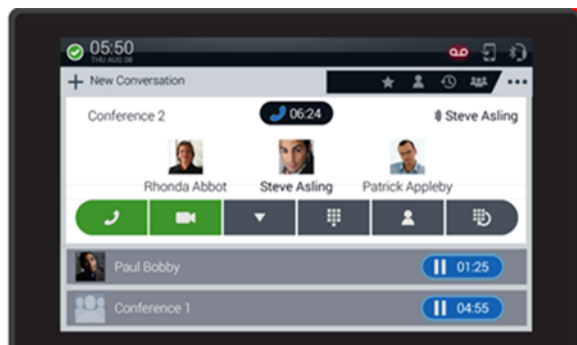 05:50
THU AUG 08
New Conversation
Conference 2
06:24
Steve Asling
Rhonda Abbot
Steve Asling
Patrick Appleby
Paul Bobby
01:25
Conference 1
04:55